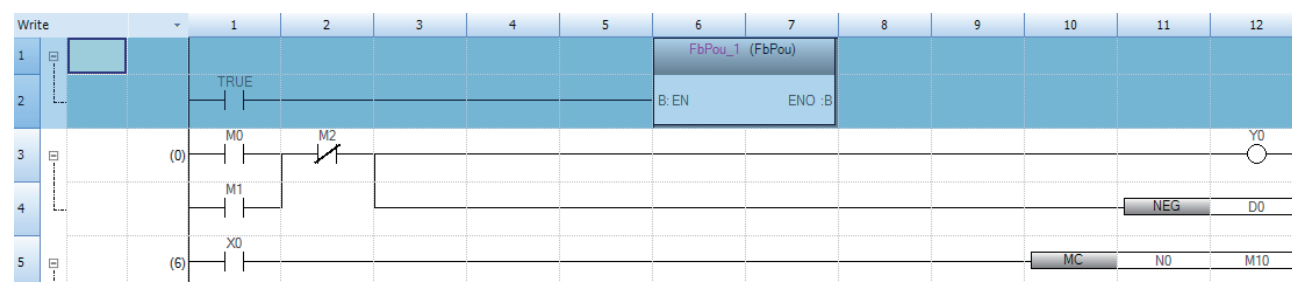 Write 1 2 3 4 5 6 7 8 9 10 11 12
1 FbPou_1 (FbPou)
TRUE
2 B: EN ENO :B
M0 M2 Y0
3 (0)
M1
4 NEG D0
X0
5 (6) MC N0 M10